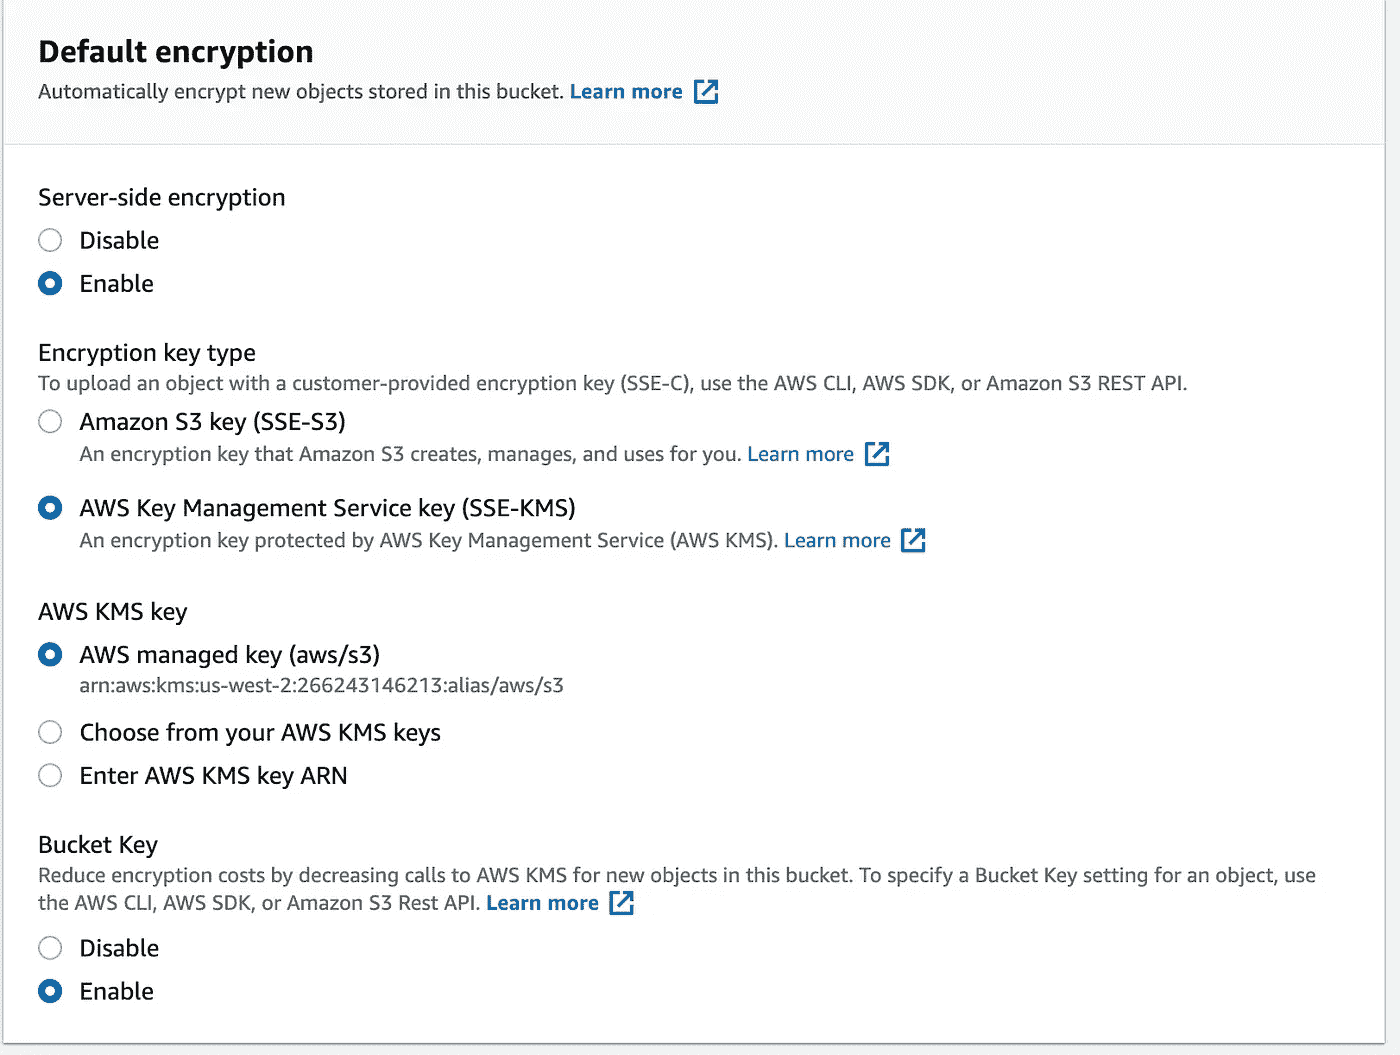 Default encryption
Automatically encrypt new objects stored in this bucket. Learn more
Server-side encryption
Disable
Enable
Encryption key type
To upload an object with a customer-provided encryption key (SSE-C), use the AWS CLI, AWS SDK, or Amazon S3 REST API.
Amazon S3 key (SSE-S3)
An encryption key that Amazon S3 creates, manages, and uses for you. Learn more
AWS Key Management Service key (SSE-KMS)
An encryption key protected by AWS Key Management Service (AWS KMS). Learn more
AWS KMS key
AWS managed key (aws/s3)
arn:aws:kms:us-west-2:266243146213:alias/aws/s3
Choose from your AWS KMS keys
Enter AWS KMS key ARN
Bucket Key
Reduce encryption costs by decreasing calls to AWS KMS for new objects in this bucket. To specify a Bucket Key setting for an object, use
the AWS CLI, AWS SDK, or Amazon S3 Rest API. Learn more
Disable
Enable